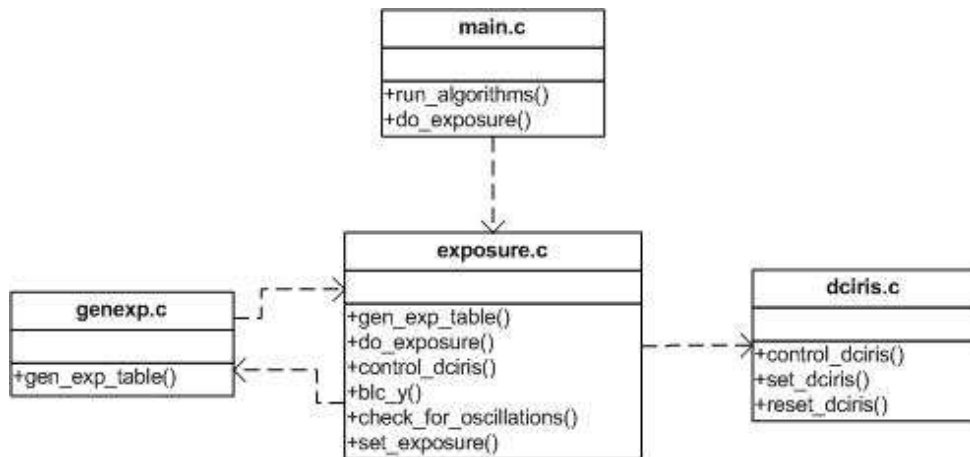 main.c
+run_algorithms()
+do_exposure()
exposure.c
+gen_exp_table()
+do_exposure()
+control_dciris()
+blc_y()
+check_for_oscillations()
+set_exposure()
genexp.c
+gen_exp_table()
dciris.c
+control_dciris()
+set_dciris()
+reset_dciris()